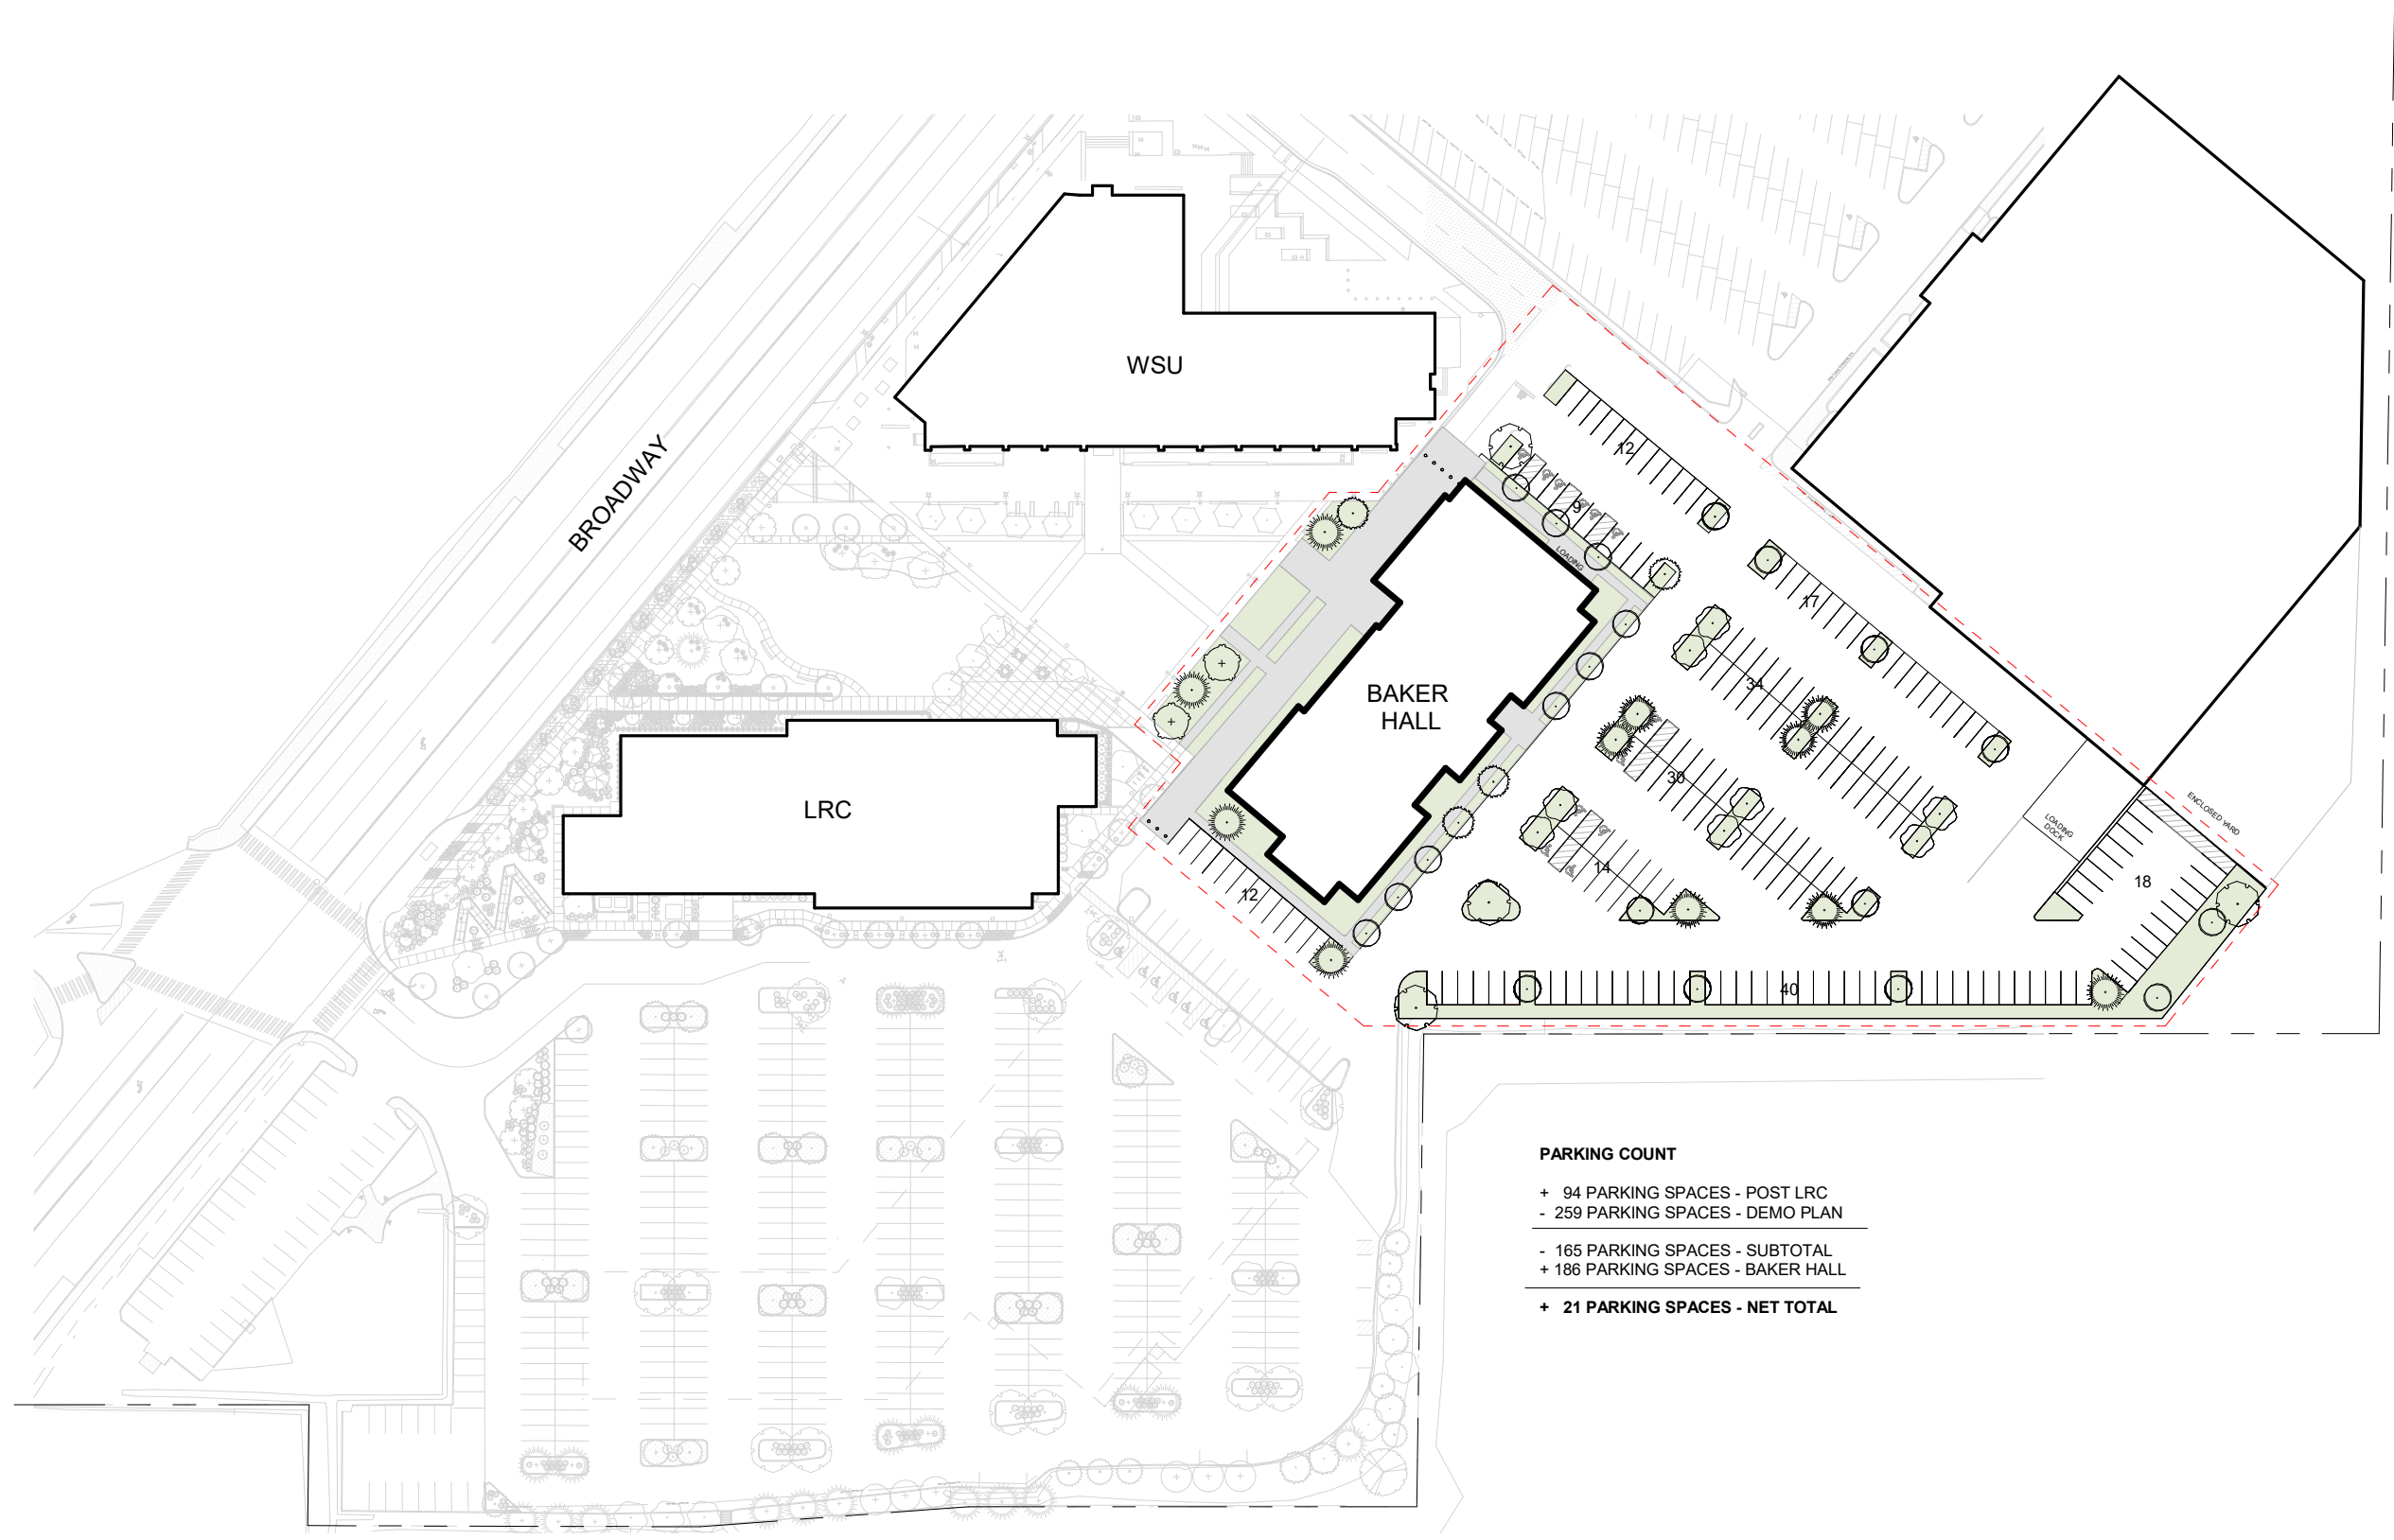 WSU
BROADWAY
12
9
LOADING
17
34
BAKER
HALL
30
LRC
14
12
LOADING
DOCK
ENCLOSED YARD
18
40
PARKING COUNT
+ 94 PARKING SPACES - POST LRC
- 259 PARKING SPACES - DEMO PLAN
- 165 PARKING SPACES - SUBTOTAL
+ 186 PARKING SPACES - BAKER HALL
+ 21 PARKING SPACES - NET TOTAL